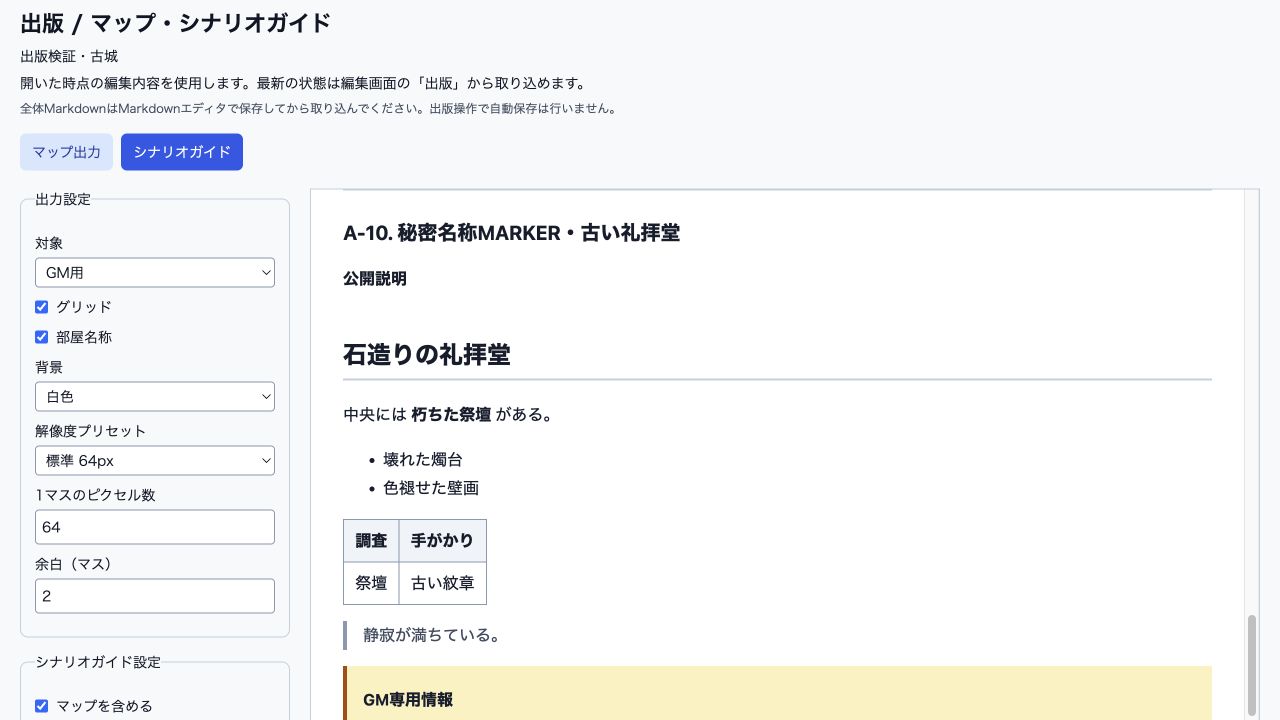 出版 / マップ・シナリオガイド
出版検証・古城
開いた時点の編集内容を使用します。最新の状態は編集画面の「出版」から取り込めます。
全体MarkdownはMarkdownエディタで保存してから取り込んでください。出版操作で自動保存は行いません。
マップ出力
シナリオガイド
出力設定
対象
GM用
グリッド
部屋名称
背景
白色
解像度プリセット
標準 64px
1マスのピクセル数
64
余白（マス）
2
シナリオガイド設定
マップを含める
A-10. 秘密名称MARKER・古い礼拝堂
公開説明
石造りの礼拝堂
中央には 朽ちた祭壇 がある。
• 壊れた燭台
• 色褪せた壁画
調査 手がかり
祭壇 古い紋章
静寂が満ちている。
GM専用情報